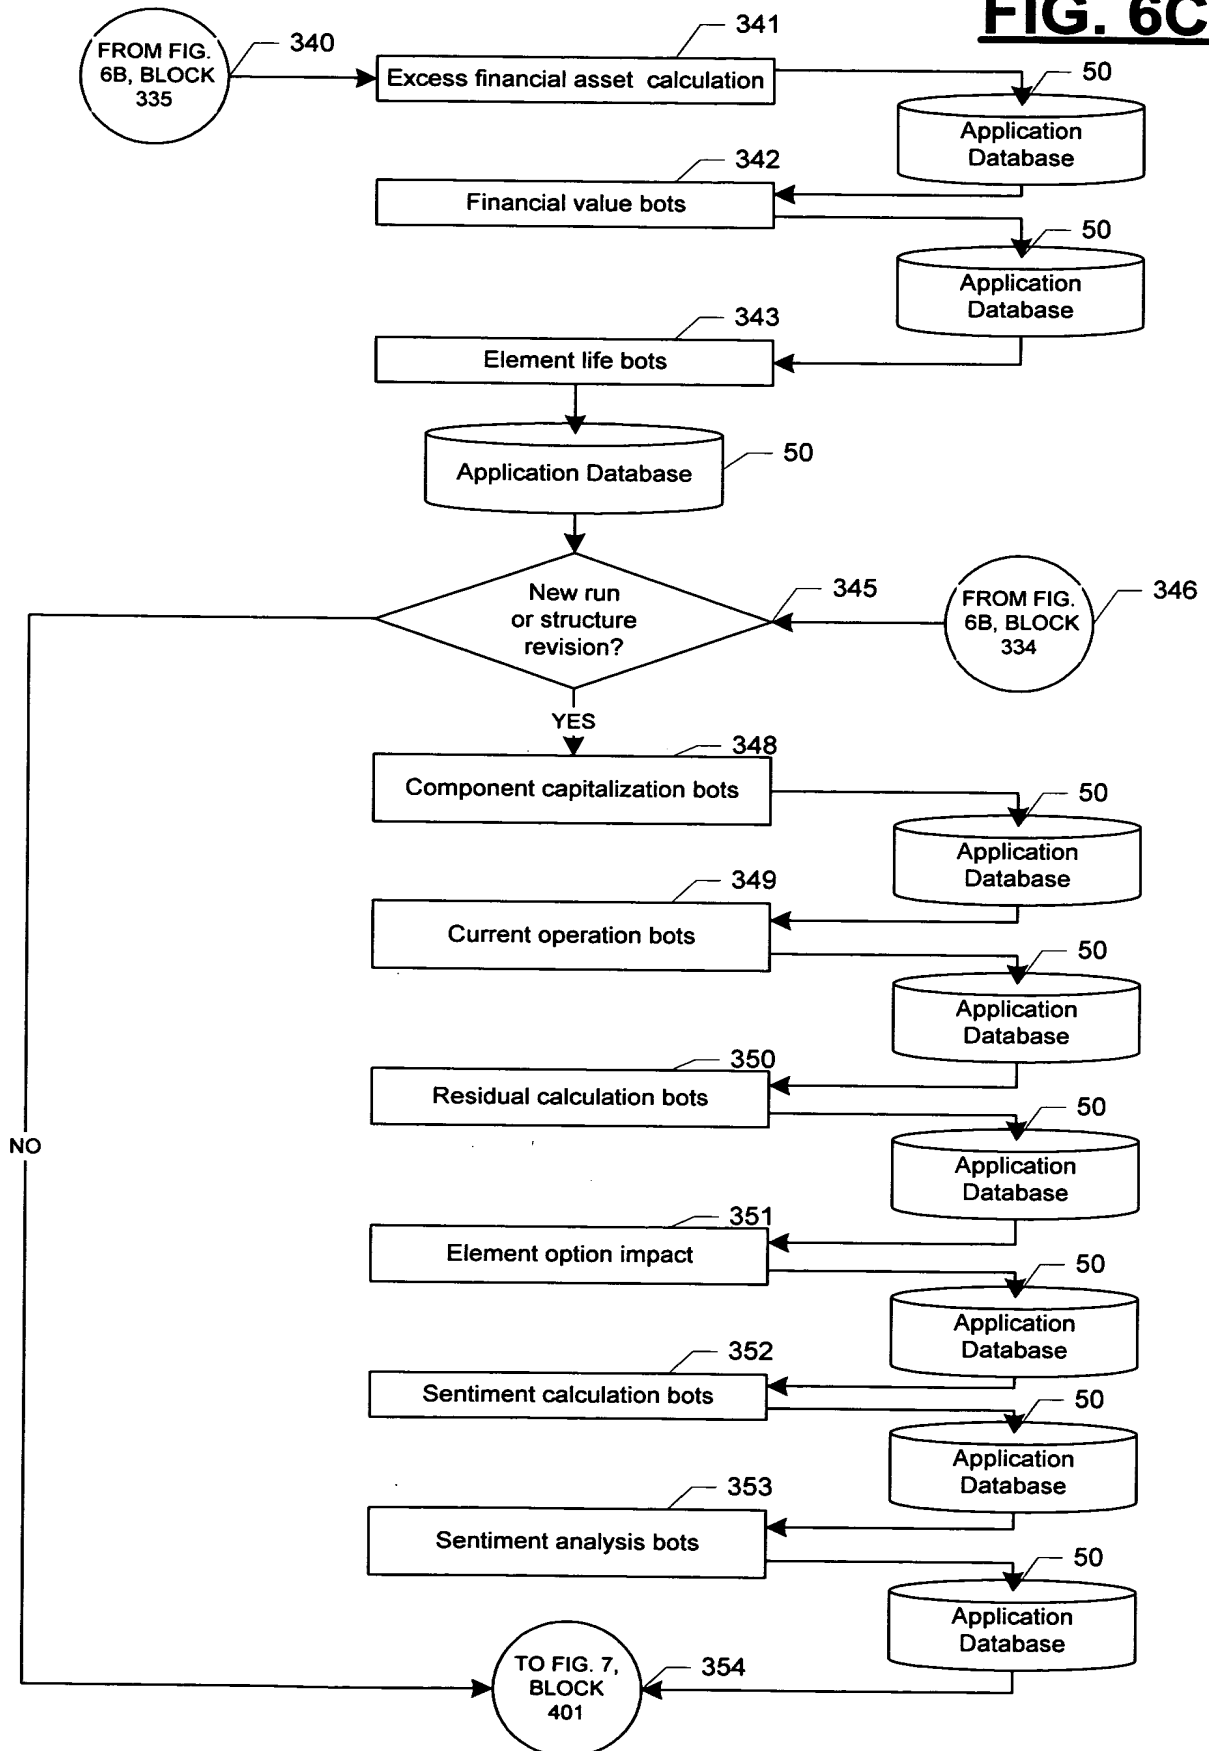 FIG. 6C
FROM FIG.
6B, BLOCK
335
340
341
Excess financial asset calculation
50
Application
Database
342
Financial value bots
50
Application
Database
343
Element life bots
Application Database
50
New run
or structure
revision?
345
FROM FIG.
6B, BLOCK
334
346
YES
348
Component capitalization bots
50
Application
Database
349
Current operation bots
50
Application
Database
350
Residual calculation bots
50
Application
Database
NO
351
Element option impact
50
Application
Database
352
Sentiment calculation bots
50
Application
Database
353
Sentiment analysis bots
50
Application
Database
TO FIG. 7,
BLOCK
401
354